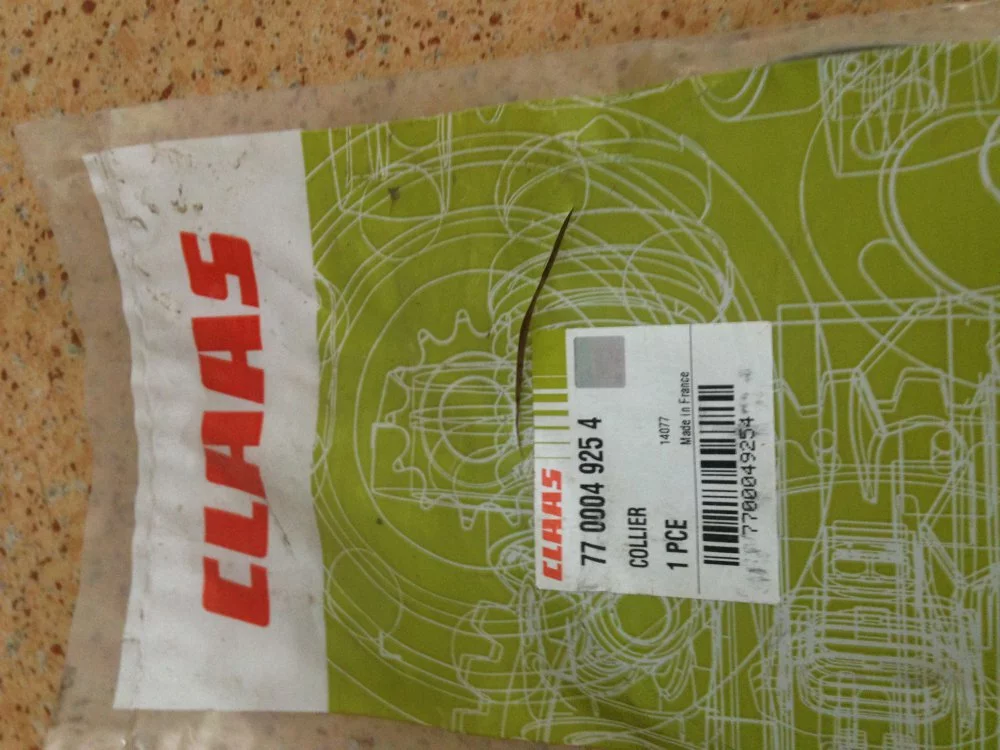 CLAAS
CLAAS
77 0004 925 4
COLLIER
14077
1 PCE
Made in France
7700049254